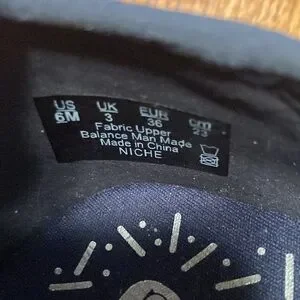 US UK EUR cm
6M 3 36 23
Fabric Upper
Balance Man Made
Made in China
NICHE